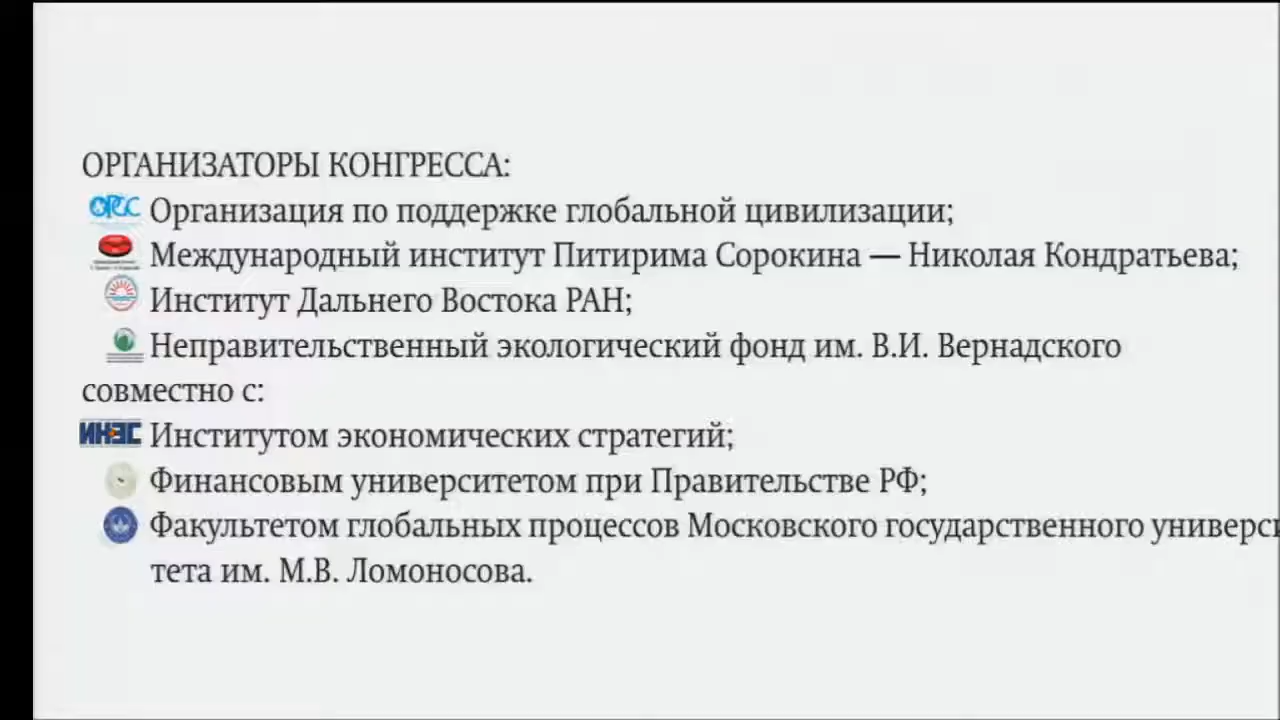 ОРГАНИЗАТОРЫ КОНГРЕССА:
Организация по поддержке глобальной цивилизации;
Международный институт Питирима Сорокина — Николая Кондратьева;
Институт Дальнего Востока РАН;
Неправительственный экологический фонд им. В.И. Вернадского
совместно с:
ИНЭС Институтом экономических стратегий;
Финансовым университетом при Правительстве РФ;
Факультетом глобальных процессов Московского государственного универси
тета им. М.В. Ломоносова.